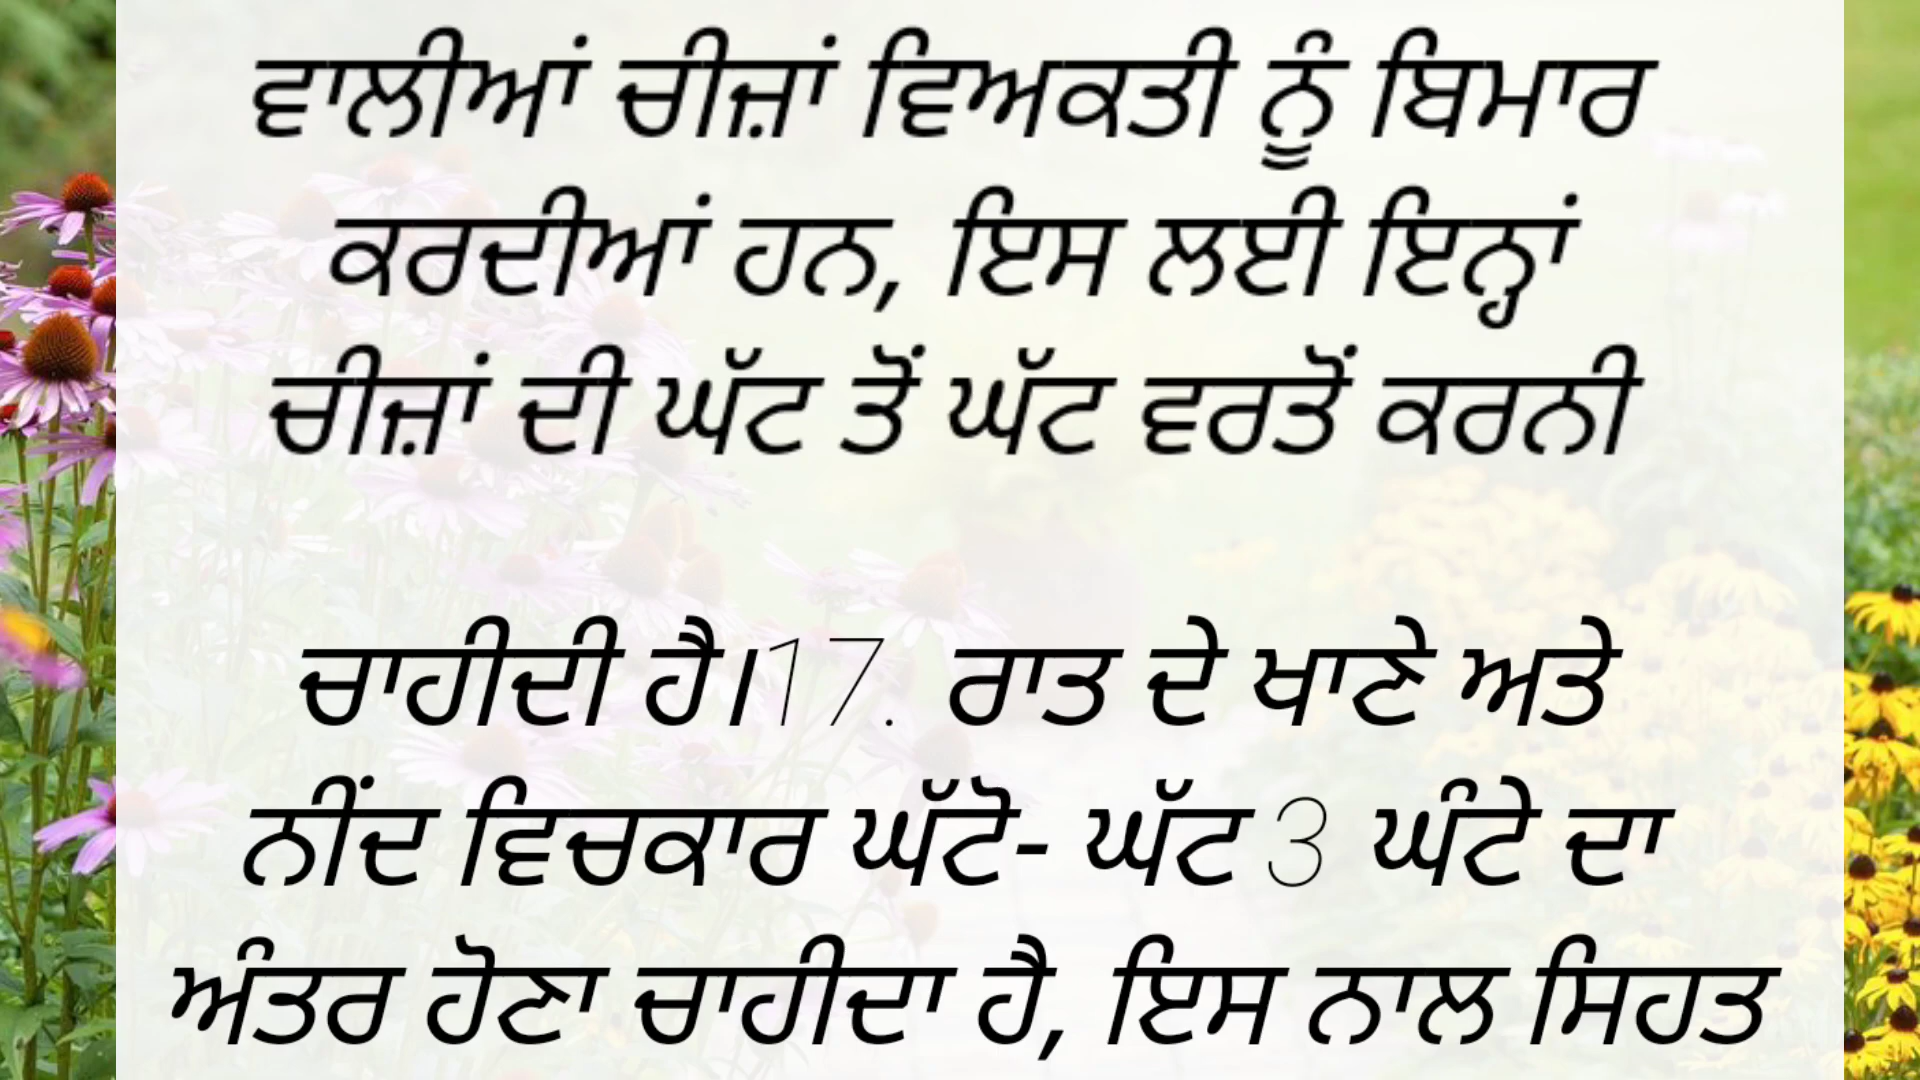 ਵਾਲੀਆਂ ਚੀਜ਼ਾਂ ਵਿਅਕਤੀ ਨੂੰ ਬਿਮਾਰ
ਕਰਦੀਆਂ ਹਨ, ਇਸ ਲਈ ਇਨ੍ਹਾਂ
ਚੀਜ਼ਾਂ ਦੀ ਘੱਟ ਤੋਂ ਘੱਟ ਵਰਤੋਂ ਕਰਨੀ
ਚਾਹੀਦੀ ਹੈ।17. ਰਾਤ ਦੇ ਖਾਣੇ ਅਤੇ
ਨੀਂਦ ਵਿਚਕਾਰ ਘੱਟੋ- ਘੱਟ 3 ਘੰਟੇ ਦਾ
ਅੰਤਰ ਹੋਣਾ ਚਾਹੀਦਾ ਹੈ, ਇਸ ਨਾਲ ਸਿਹਤ